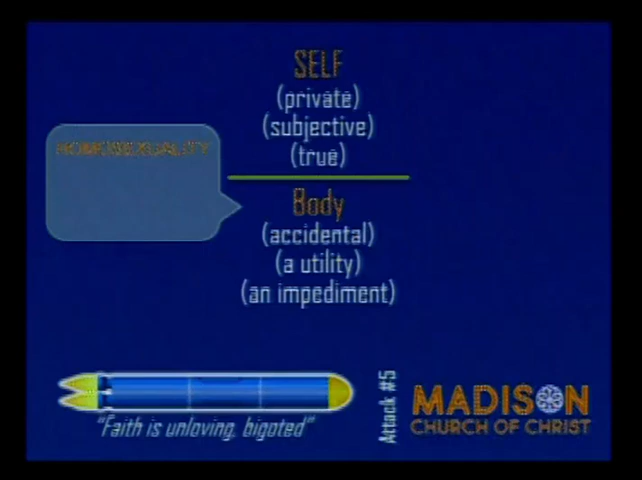 SELF
(private)
(subjective)
(true)
HOMOSEXUALITY
Body
(accidental)
(a utility)
(an impediment)
"Faith is unloving, bigoted"
Attack #5
MADISON
CHURCH OF CHRIST